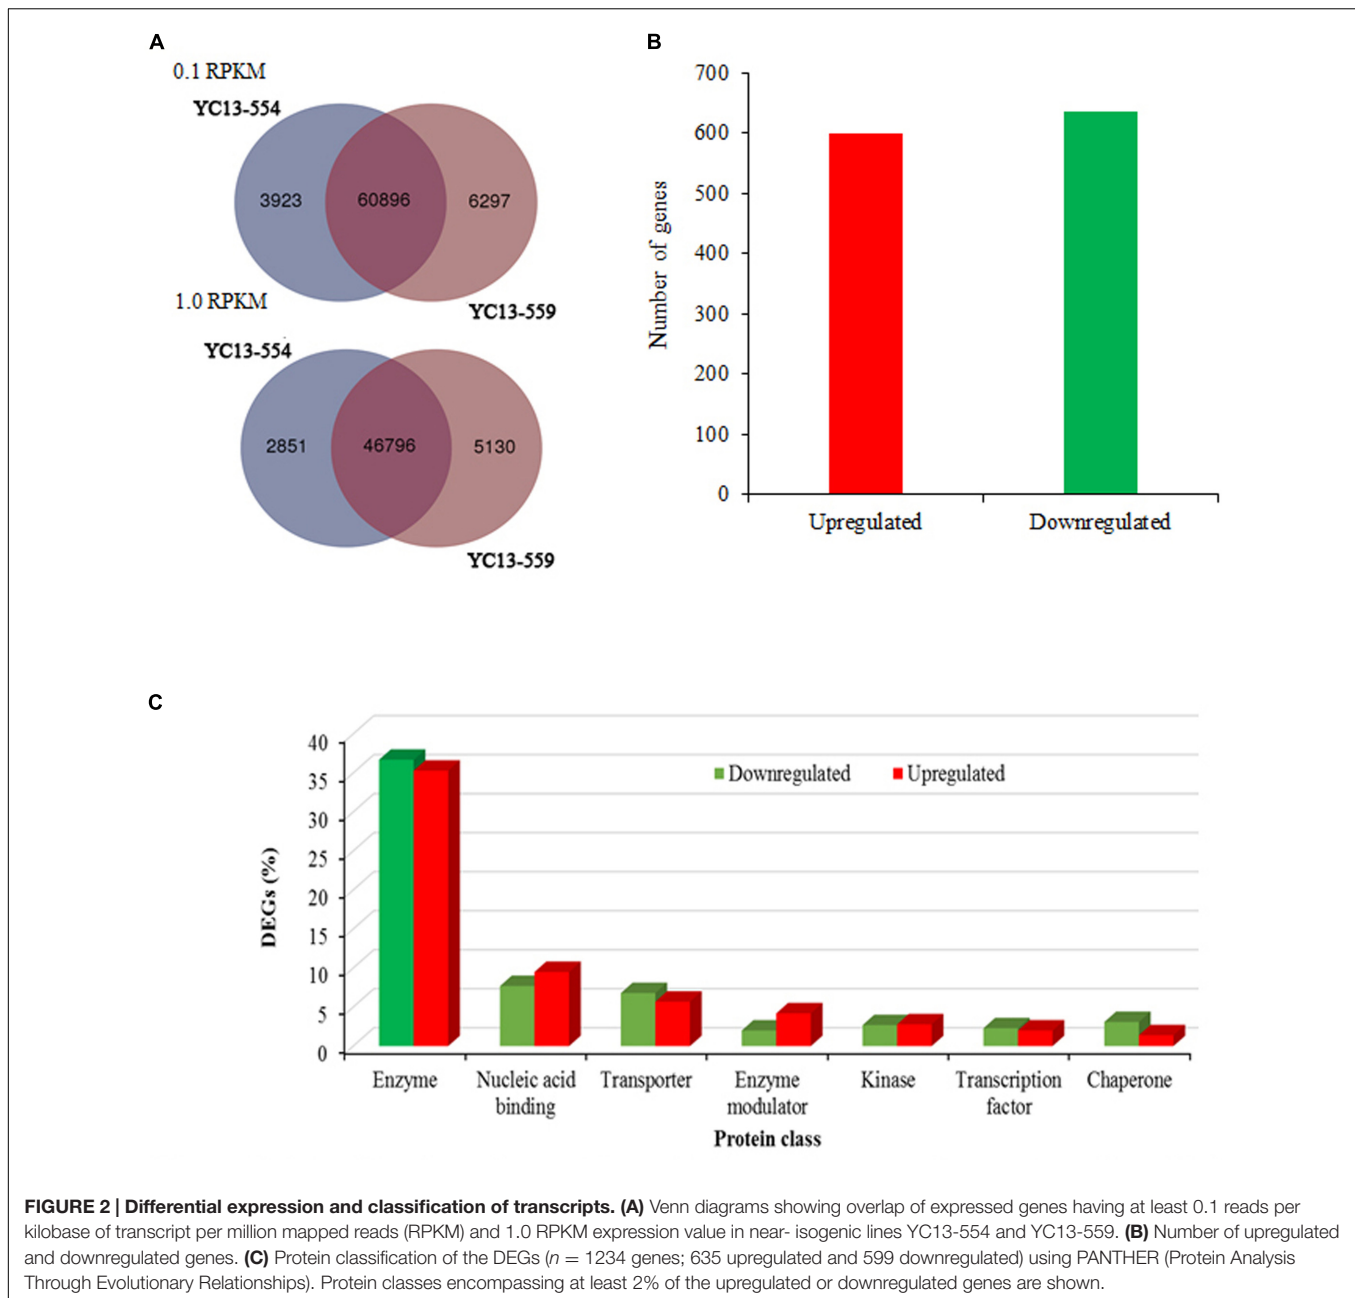 A
0.1 RPKM
YC13-554
3923
60896
6297
YC13-559
1.0 RPKM
YC13-554
2851
46796
5130
YC13-559
B
700
600
500
400
300
200
100
0
Number of genes
Upregulated
Downregulated
C
40
35
30
25
20
15
10
5
0
DEGs (%)
Downregulated
Upregulated
Enzyme
Nucleic acid
binding
Transporter
Enzyme
modulator
Kinase
Transcription
factor
Chaperone
Protein class
FIGURE 2 | Differential expression and classification of transcripts. (A) Venn diagrams showing overlap of expressed genes having at least 0.1 reads per
kilobase of transcript per million mapped reads (RPKM) and 1.0 RPKM expression value in near- isogenic lines YC13-554 and YC13-559. (B) Number of upregulated
and downregulated genes. (C) Protein classification of the DEGs (n = 1234 genes; 635 upregulated and 599 downregulated) using PANTHER (Protein Analysis
Through Evolutionary Relationships). Protein classes encompassing at least 2% of the upregulated or downregulated genes are shown.